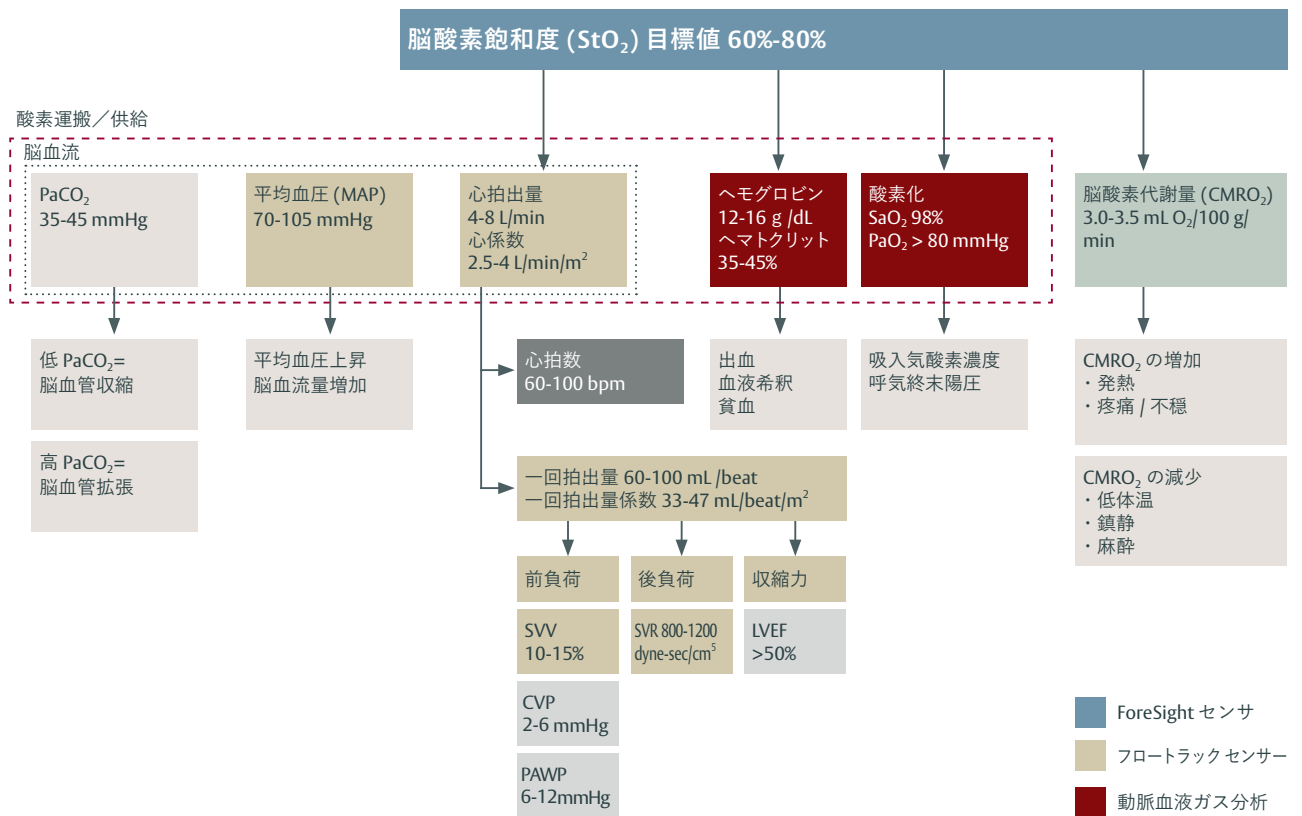 脳酸素飽和度 (StO₂) 目標値 60%-80%
酸素運搬／供給
脳血流
PaCO₂
35-45 mmHg
平均血圧 (MAP)
70-105 mmHg
心拍出量
4-8 L/min
心係数
2.5-4 L/min/m²
ヘモグロビン
12-16 g /dL
ヘマトクリット
35-45%
酸素化
SaO₂ 98%
PaO₂ > 80 mmHg
脳酸素代謝量 (CMRO₂)
3.0-3.5 mL O₂/100 g/
min
低 PaCO₂=
脳血管収縮
高 PaCO₂=
脳血管拡張
平均血圧上昇
脳血流量増加
心拍数
60-100 bpm
出血
血液希釈
貧血
吸入気酸素濃度
呼気終末陽圧
CMRO₂ の増加
・発熱
・疼痛 / 不穏
CMRO₂ の減少
・低体温
・鎮静
・麻酔
一回拍出量 60-100 mL /beat
一回拍出量係数 33-47 mL/beat/m²
前負荷
後負荷
収縮力
SVV
10-15%
SVR 800-1200
dyne-sec/cm⁵
LVEF
>50%
CVP
2-6 mmHg
PAWP
6-12mmHg
ForeSight センサ
フロートラック センサー
動脈血液ガス分析